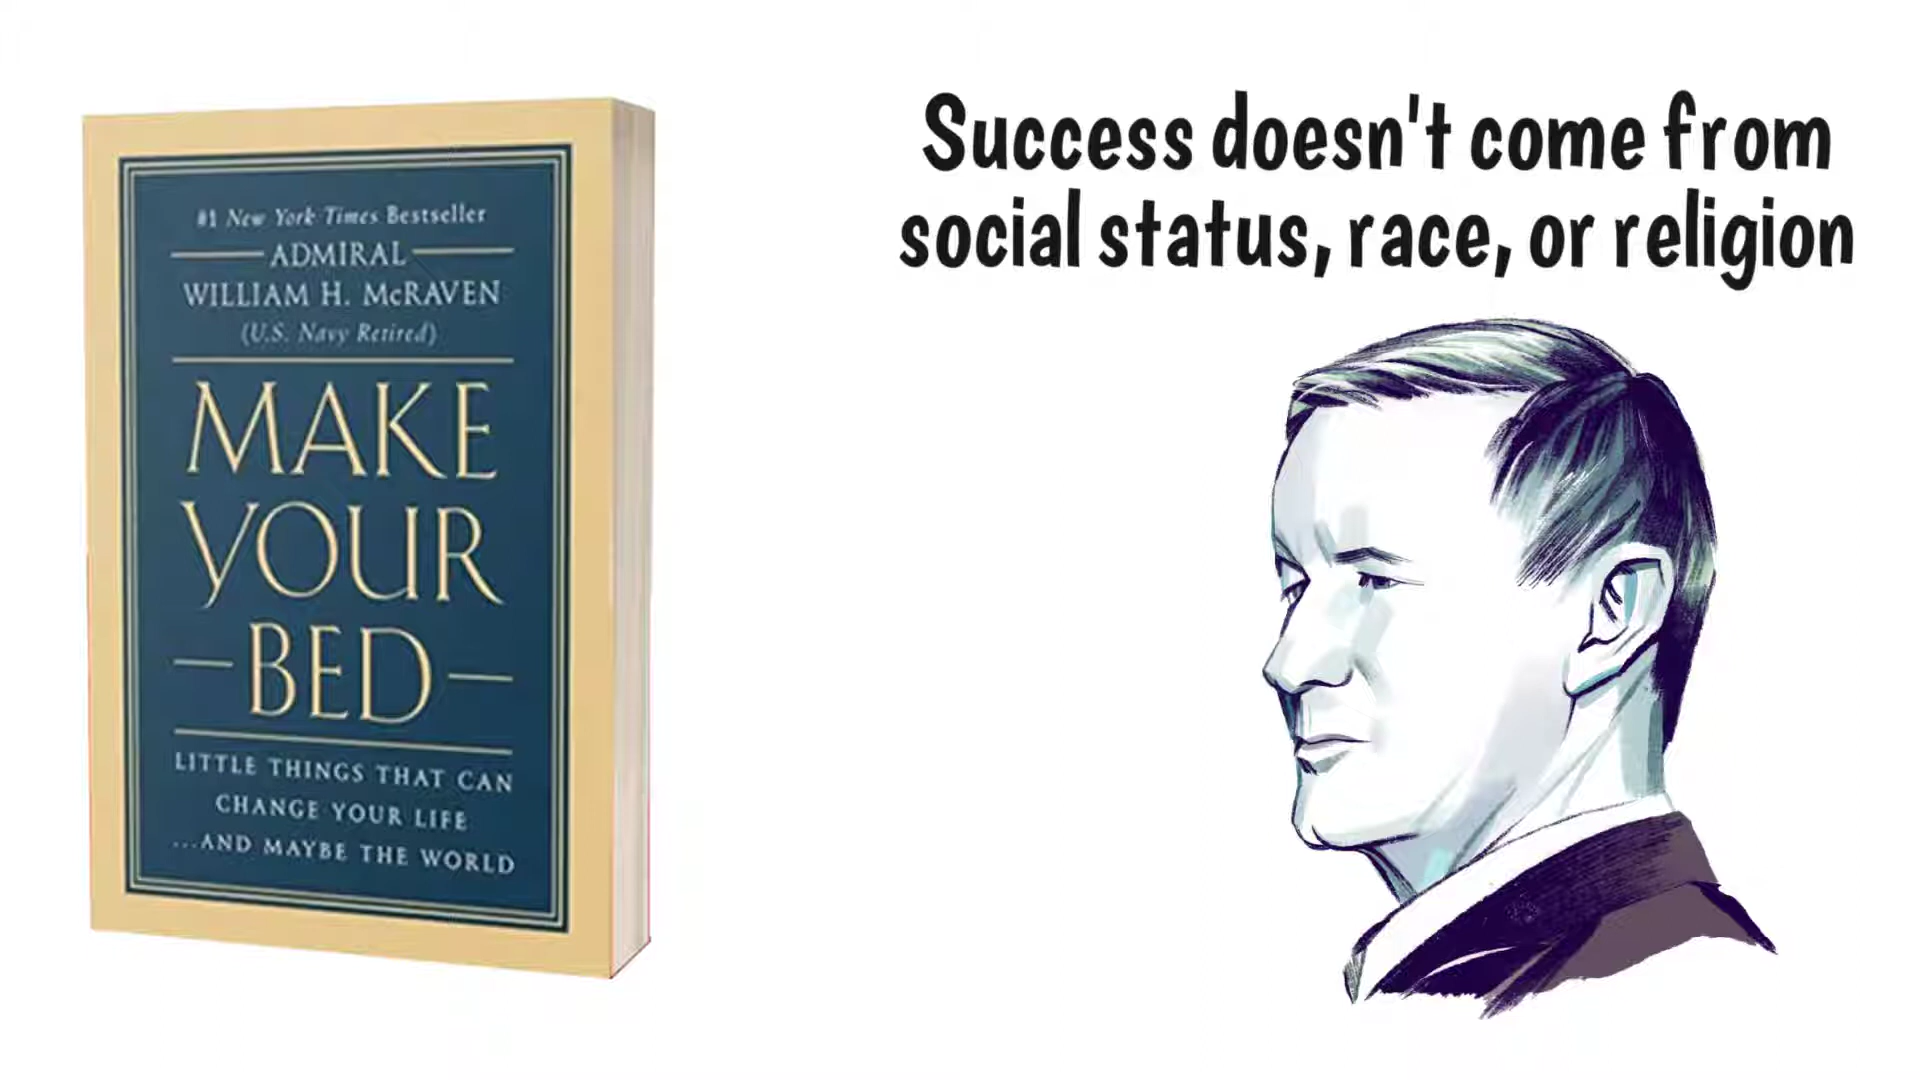 #1 New York Times Bestseller
ADMIRAL
WILLIAM H. McRAVEN
(U.S. Navy Retired)
MAKE
YOUR
BED
LITTLE THINGS THAT CAN
CHANGE YOUR LIFE
...AND MAYBE THE WORLD
Success doesn't come from
social status, race, or religion